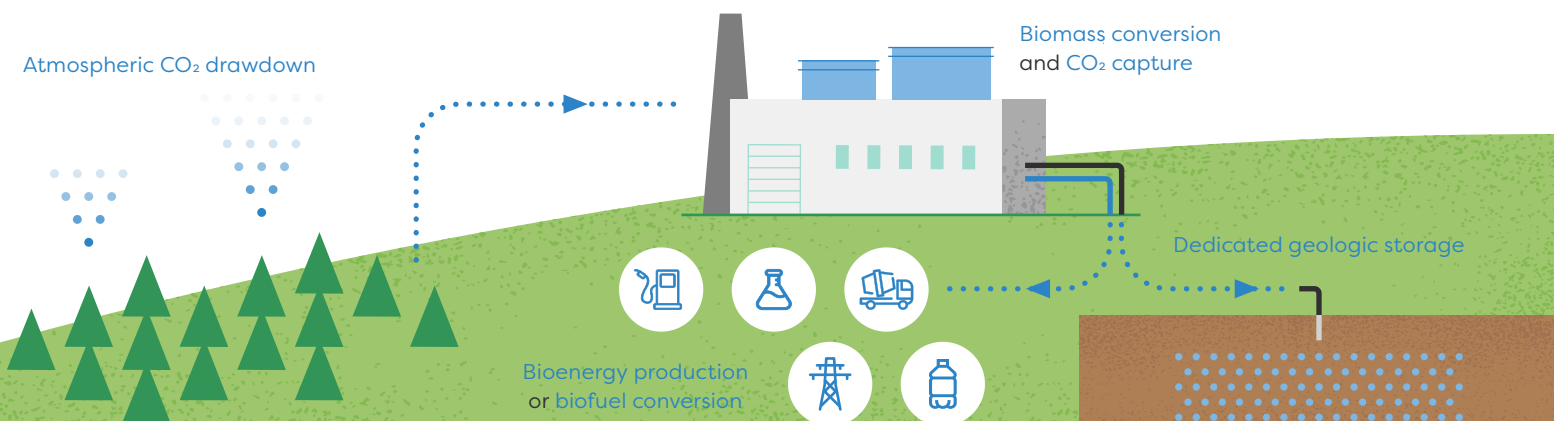 Atmospheric CO₂ drawdown
Biomass conversion
and CO₂ capture
Dedicated geologic storage
Bioenergy production
or biofuel conversion